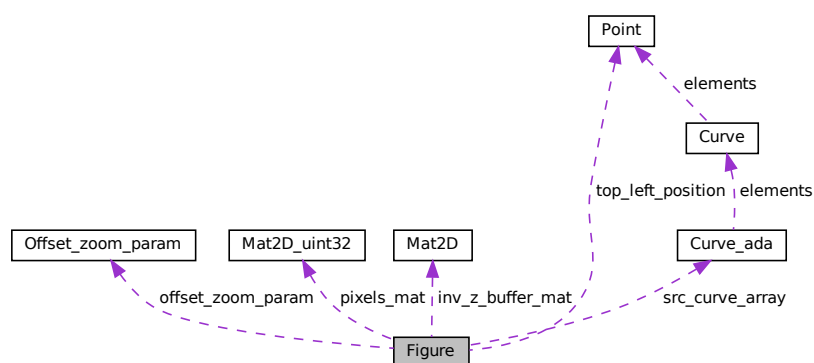 Point
elements
Curve
top_left_position
elements
Offset_zoom_param
Mat2D_uint32
Mat2D
Curve_ada
offset_zoom_param
pixels_mat
inv_z_buffer_mat
src_curve_array
Figure